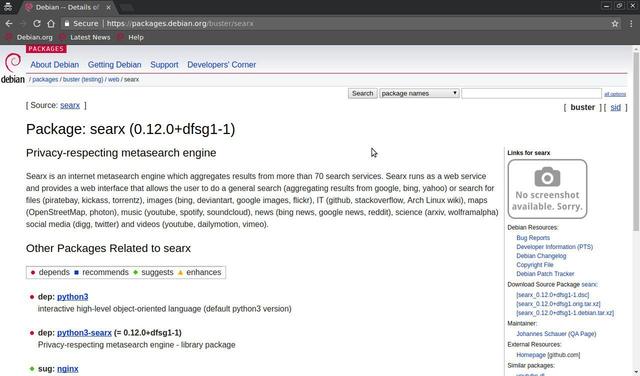 Debian -- Details of
Secure
https://packages.debian.org/buster/searx
Debian.org
Latest News
Help
PACKAGES
debian
About Debian
Getting Debian
Support
Developers' Corner
/ packages / buster (testing) / web / searx
Search
package names
all options
[ Source: searx ]
[ buster ] [ sid ]
Package: searx (0.12.0+dfsg1-1)
Privacy-respecting metasearch engine
Searx is an internet metasearch engine which aggregates results from more than 70 search services. Searx runs as a web service
and provides a web interface that allows the user to do a general search (aggregating results from google, bing, yahoo) or search for
files (piratebay, kickass, torrentz), images (bing, deviantart, google images, flickr), IT (github, stackoverflow, Arch Linux wiki), maps
(OpenStreetMap, photon), music (youtube, spotify, soundcloud), news (bing news, google news, reddit), science (arxiv, wolframalpha)
social media (digg, twitter) and videos (youtube, dailymotion, vimeo).
Other Packages Related to searx
depends
recommends
suggests
enhances
dep: python3
interactive high-level object-oriented language (default python3 version)
dep: python3-searx (= 0.12.0+dfsg1-1)
Privacy-respecting metasearch engine - library package
sug: nginx
Links for searx
No screenshot
available. Sorry.
Debian Resources:
Bug Reports
Developer Information (PTS)
Debian Changelog
Copyright File
Debian Patch Tracker
Download Source Package searx:
[searx_0.12.0+dfsg1-1.dsc]
[searx_0.12.0+dfsg1.orig.tar.xz]
[searx_0.12.0+dfsg1-1.debian.tar.xz]
Maintainer:
Johannes Schauer (QA Page)
External Resources:
Homepage [github.com]
Similar packages: